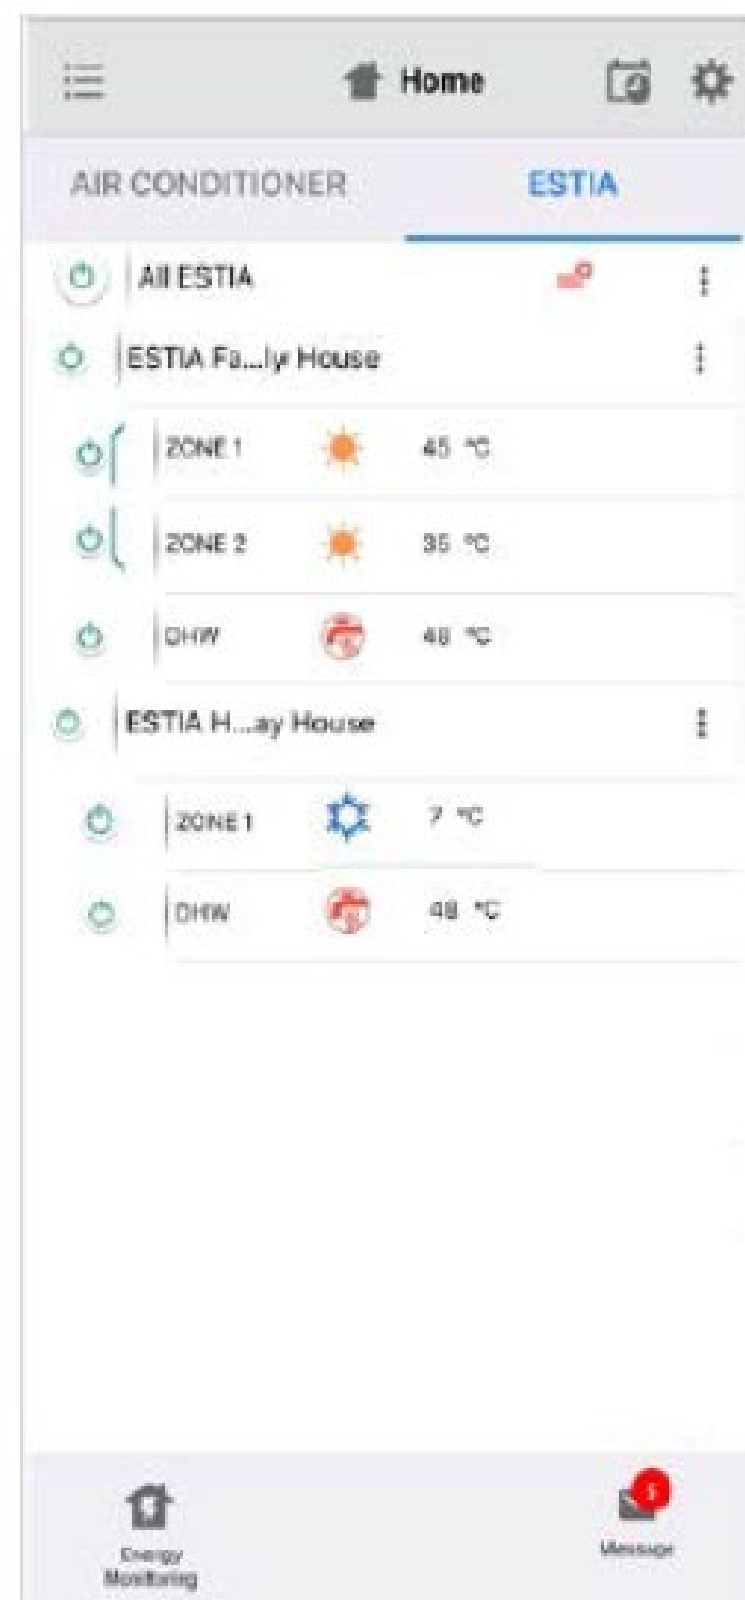 Home
AIR CONDITIONER ESTIA
All ESTIA
ESTIA Fa...ly House
ZONE 1 45 °C
ZONE 2 35 °C
DHW 48 °C
ESTIA H...ay House
ZONE 1 7 °C
DHW 48 °C
5
Energy Message
Monitoring